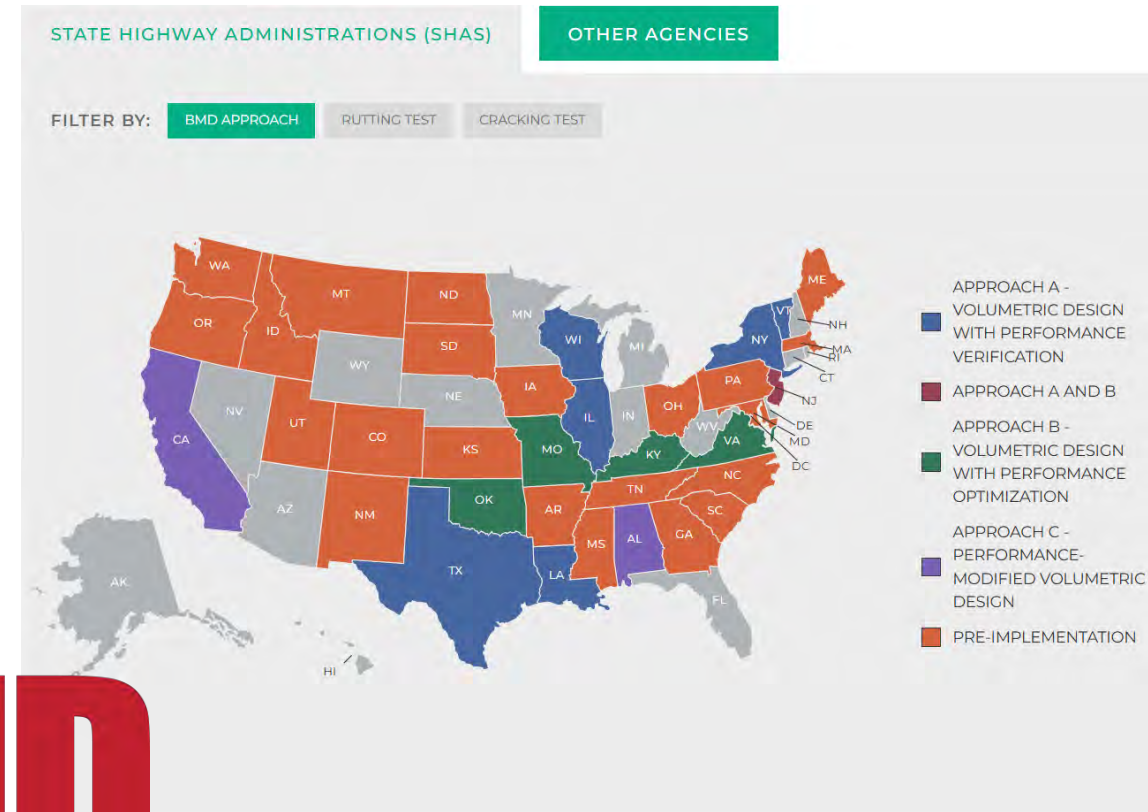 STATE HIGHWAY ADMINISTRATIONS (SHAS)
OTHER AGENCIES
FILTER BY:
BMD APPROACH
RUTTING TEST
CRACKING TEST
WA
MT
ND
MN
ME
OR
ID
SD
WI
MI
NY
VT
NH
MA
RI
CT
WY
IA
NE
PA
NJ
NV
UT
CO
IL
IN
OH
WV
DE
MD
DC
CA
KS
MO
KY
VA
AZ
NM
OK
AR
TN
NC
SC
MS
AL
GA
TX
LA
FL
AK
HI
APPROACH A -
VOLUMETRIC DESIGN
WITH PERFORMANCE
VERIFICATION
APPROACH A AND B
APPROACH B -
VOLUMETRIC DESIGN
WITH PERFORMANCE
OPTIMIZATION
APPROACH C -
PERFORMANCE-
MODIFIED VOLUMETRIC
DESIGN
PRE-IMPLEMENTATION